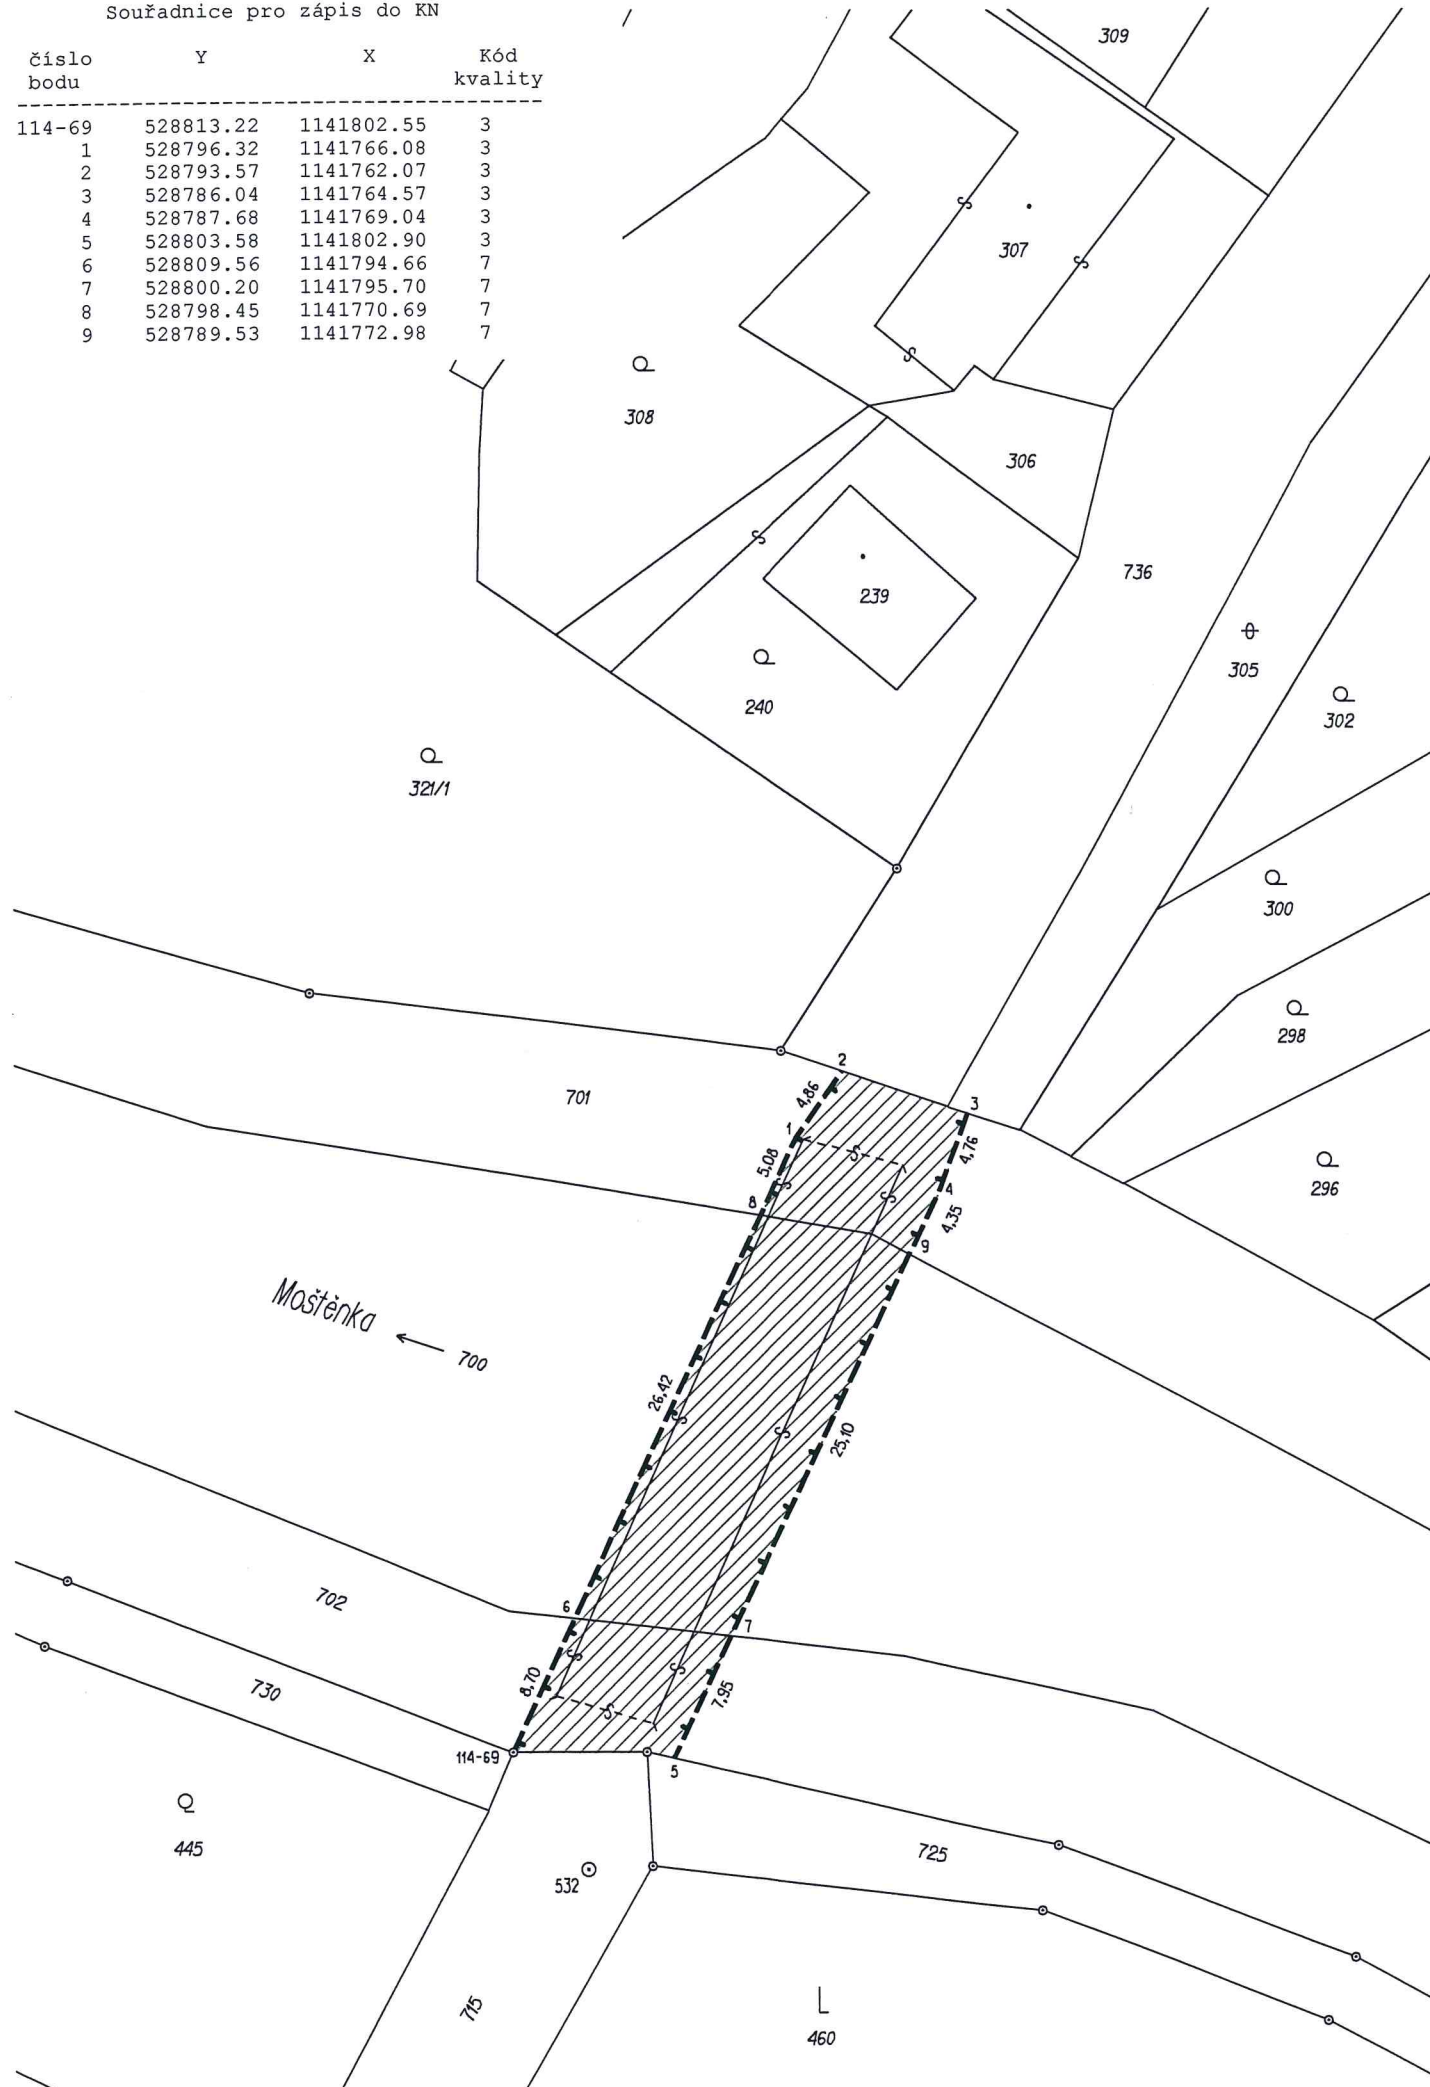 Souřadnice pro zápis do KN
číslo bodu Y X Kód kvality
114-69 528813.22 1141802.55 3
1 528796.32 1141766.08 3
2 528793.57 1141762.07 3
3 528786.04 1141764.57 3
4 528787.68 1141769.04 3
5 528803.58 1141802.90 3
6 528809.56 1141794.66 7
7 528800.20 1141795.70 7
8 528798.45 1141770.69 7
9 528789.53 1141772.98 7
309
307
308
306
736
239
305
240
302
321/1
300
298
701
2
4,86
3
1
4,76
5,08
296
4
8
4,35
9
Moštěnka
700
26,42
25,10
702
6
7
730
8,70
7,95
114-69
5
445
725
532
715
L
460